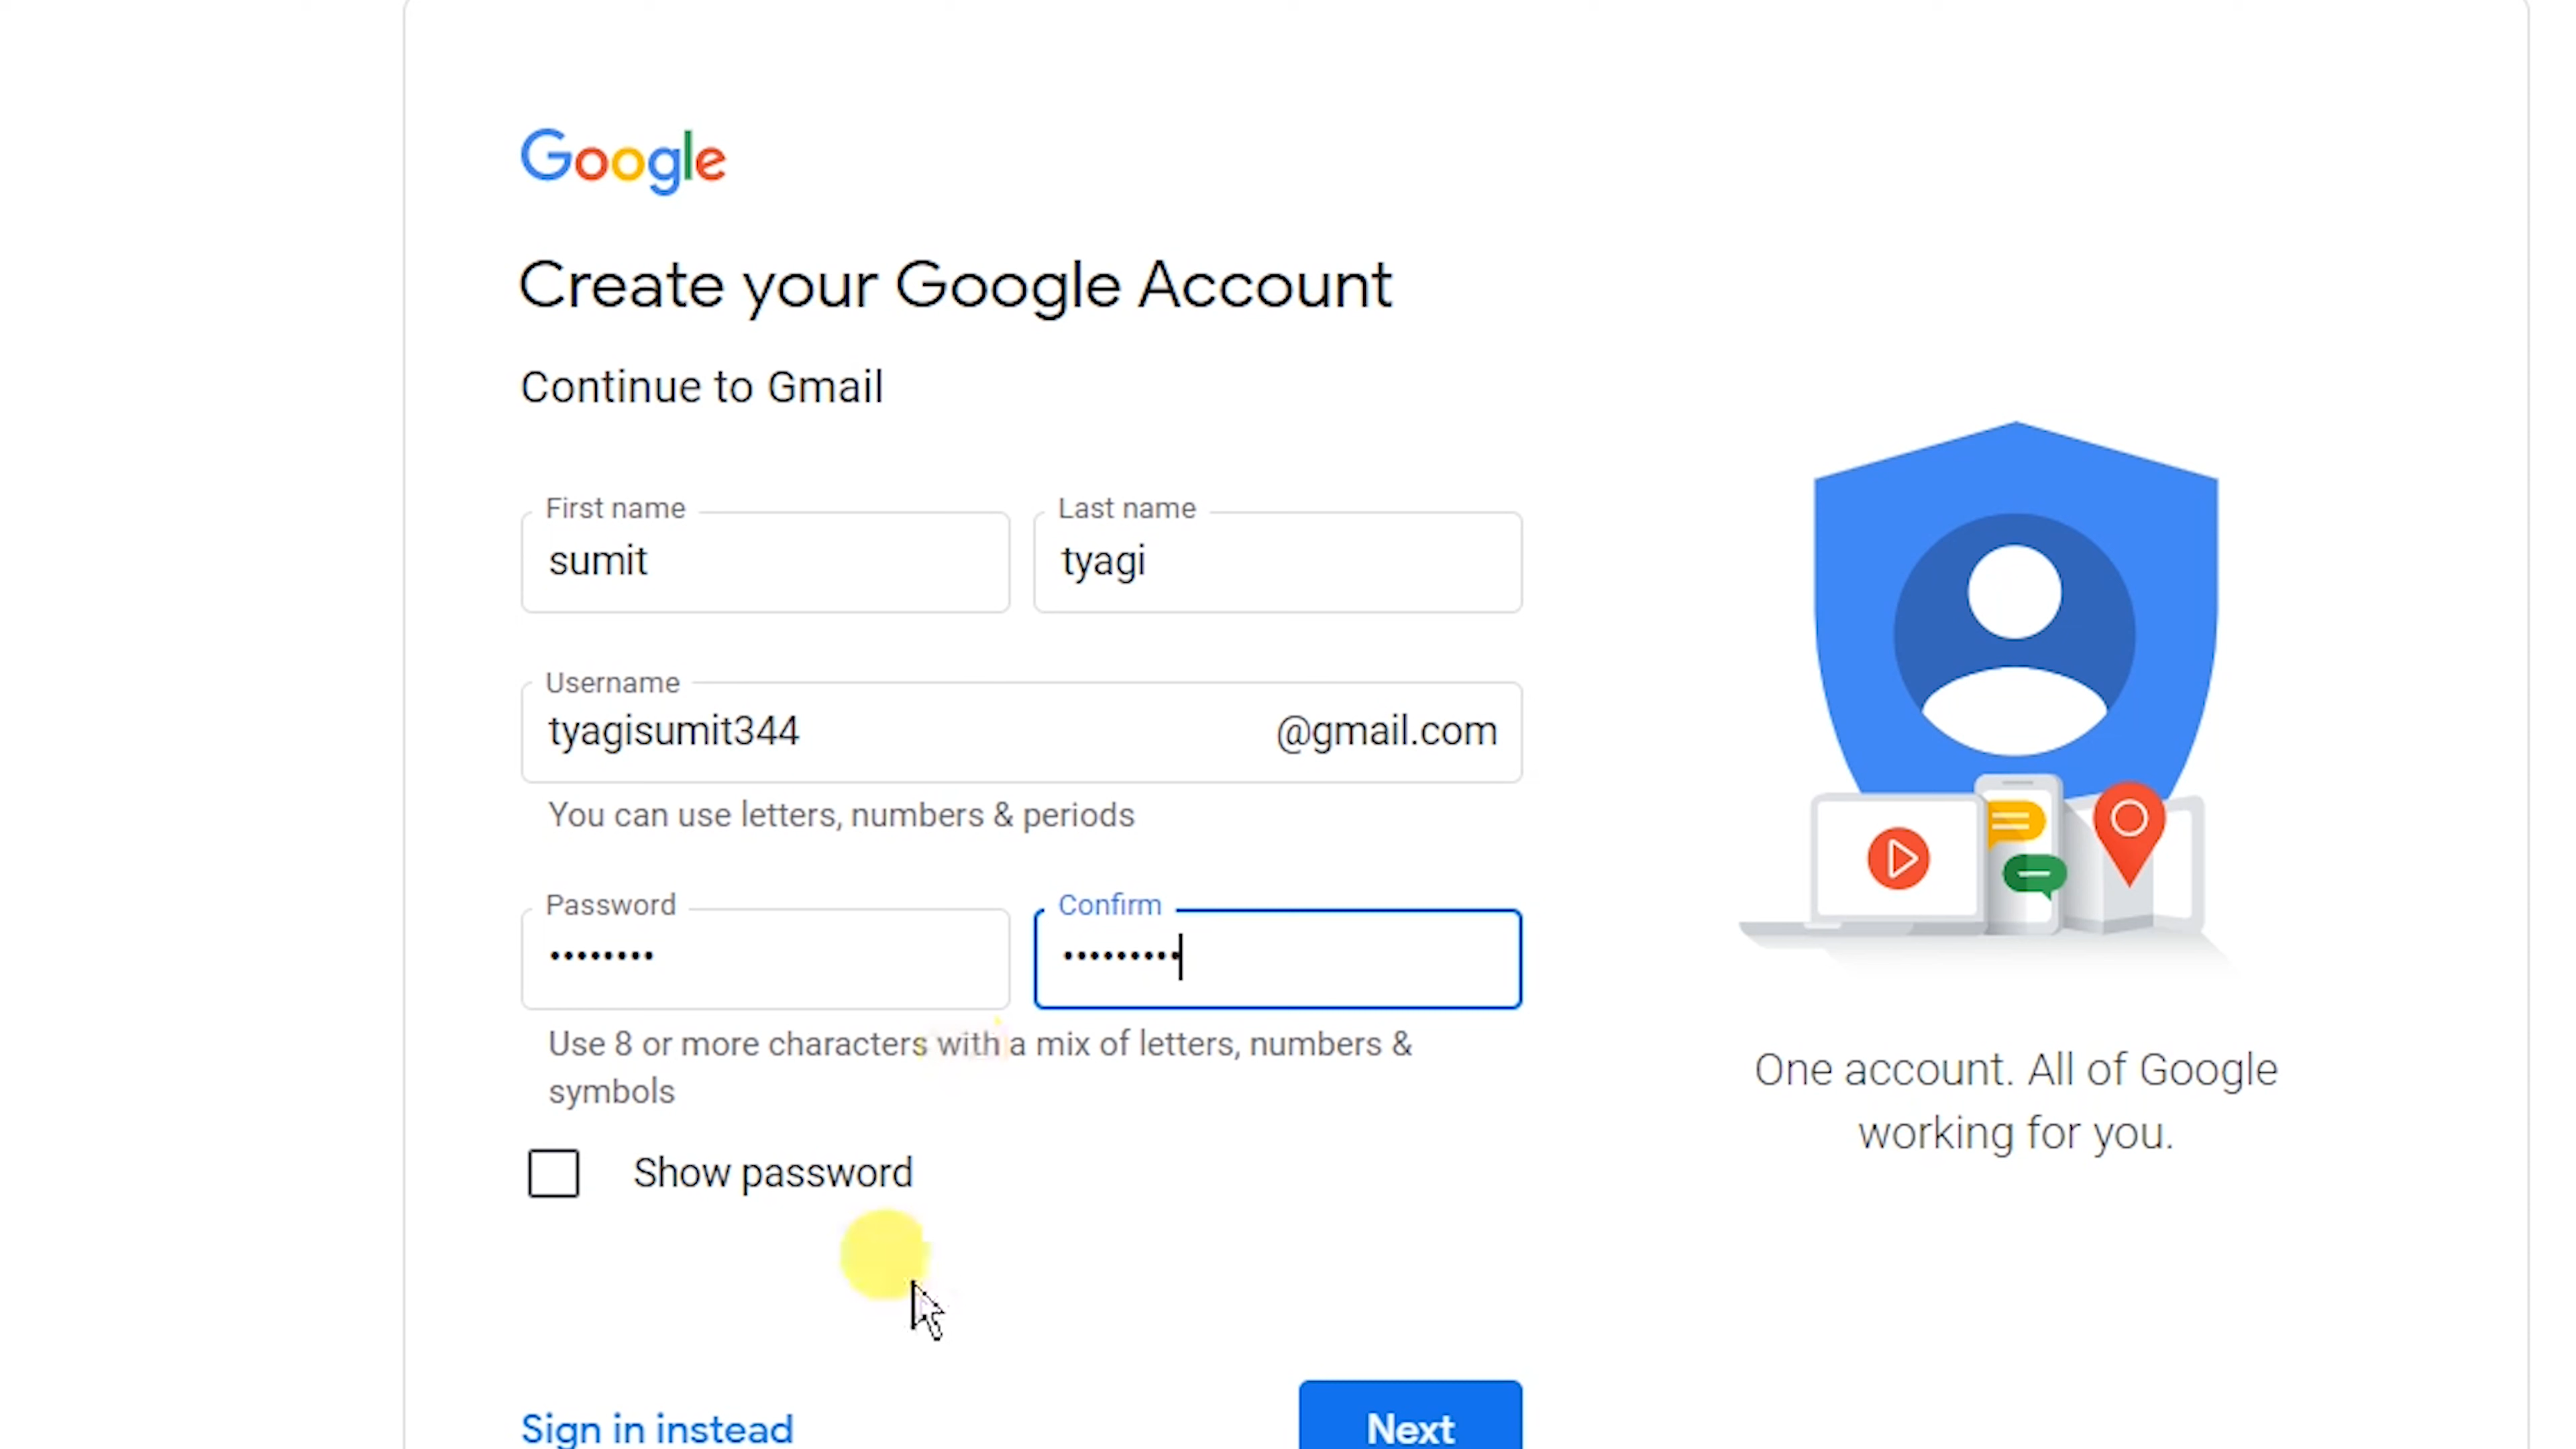 Google
Create your Google Account
Continue to Gmail
First name
Last name
sumit
tyagi
Username
tyagisumit344
@gmail.com
You can use letters, numbers & periods
Password
Confirm
••••••••
•••••••••
Use 8 or more characters with a mix of letters, numbers &
symbols
Show password
Sign in instead
Next
One account. All of Google
working for you.